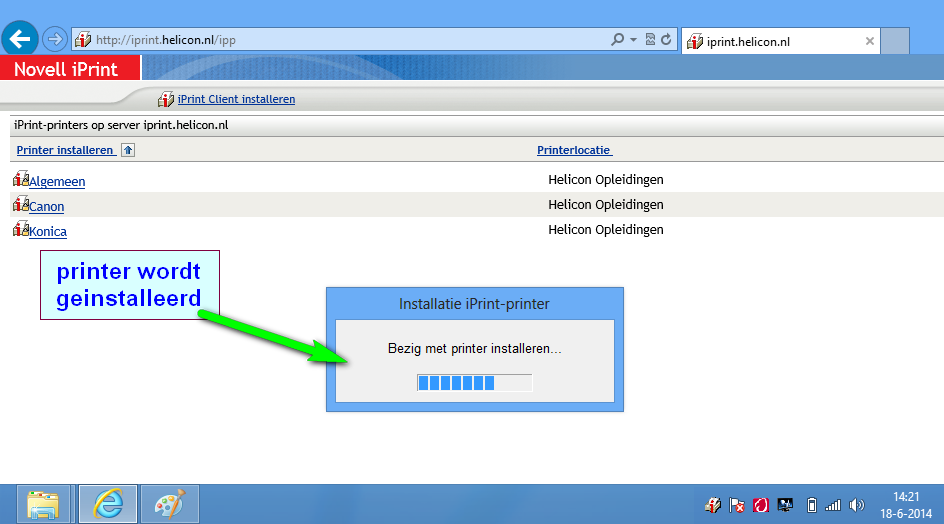 http://iprint.helicon.nl/ipp
iprint.helicon.nl
Novell iPrint
iPrint Client installeren
iPrint-printers op server iprint.helicon.nl
Printer installeren Printerlocatie
Algemeen Helicon Opleidingen
Canon Helicon Opleidingen
Konica Helicon Opleidingen
printer wordt
geinstalleerd
Installatie iPrint-printer
Bezig met printer installeren...
14:21
18-6-2014